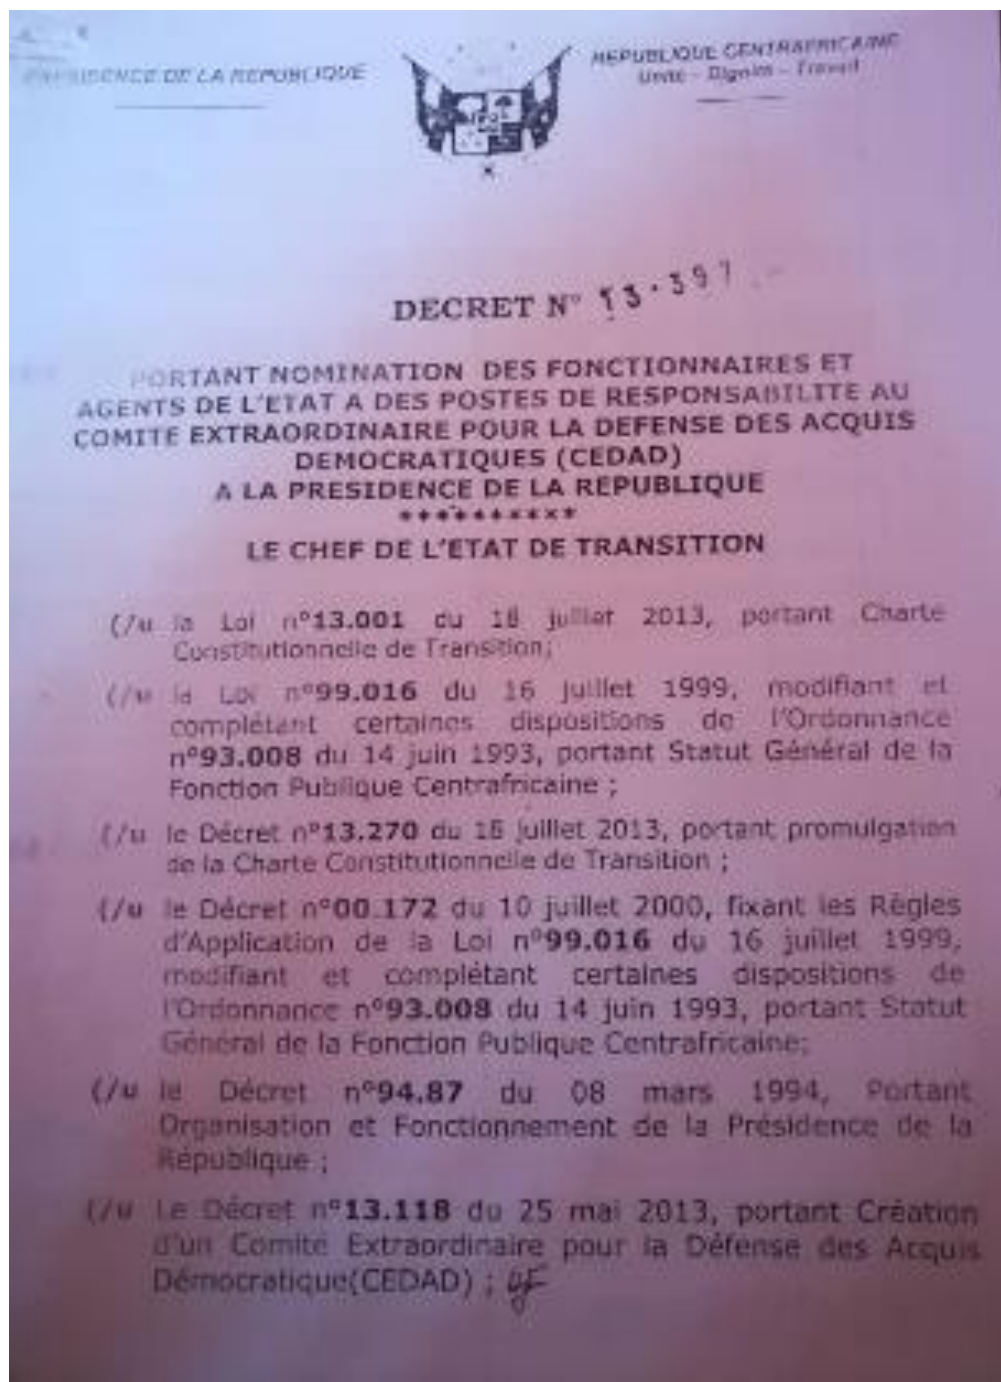 PRESIDENCE DE LA REPUBLIQUE
REPUBLIQUE CENTRAFRICAINE
Unité - Dignité - Travail
DECRET N° 13.397
PORTANT NOMINATION DES FONCTIONNAIRES ET
AGENTS DE L'ETAT A DES POSTES DE RESPONSABILITE AU
COMITE EXTRAORDINAIRE POUR LA DEFENSE DES ACQUIS
DEMOCRATIQUES (CEDAD)
A LA PRESIDENCE DE LA REPUBLIQUE
**********
LE CHEF DE L'ETAT DE TRANSITION
(/u la Loi n°13.001 du 18 juillet 2013, portant Charte
Constitutionnelle de Transition;
(/u la Loi n°99.016 du 16 juillet 1999, modifiant et
complétant certaines dispositions de l'Ordonnance
n°93.008 du 14 juin 1993, portant Statut Général de la
Fonction Publique Centrafricaine ;
(/u le Décret n°13.270 du 18 juillet 2013, portant promulgation
de la Charte Constitutionnelle de Transition ;
(/u le Décret n°00.172 du 10 juillet 2000, fixant les Règles
d'Application de la Loi n°99.016 du 16 juillet 1999,
modifiant et complétant certaines dispositions de
l'Ordonnance n°93.008 du 14 juin 1993, portant Statut
Général de la Fonction Publique Centrafricaine;
(/u le Décret n°94.87 du 08 mars 1994, Portant
Organisation et Fonctionnement de la Présidence de la
République ;
(/u Le Décret n°13.118 du 25 mai 2013, portant Création
d'un Comité Extraordinaire pour la Défense des Acquis
Démocratique(CEDAD) ;